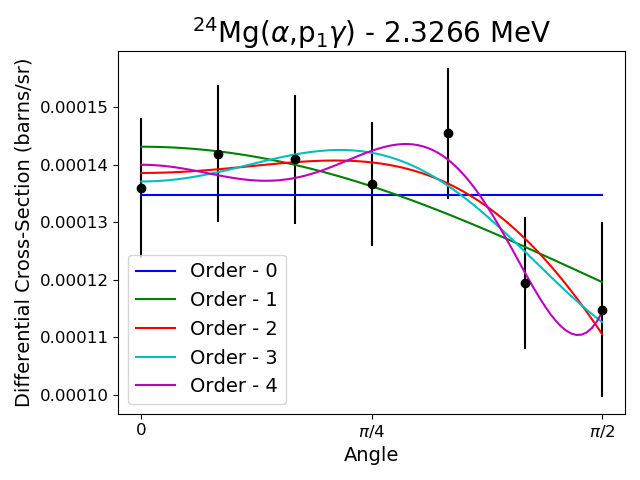 ²⁴Mg(α,p₁γ) - 2.3266 MeV
Differential Cross-Section (barns/sr)
0.00015
0.00014
0.00013
0.00012
0.00011
0.00010
Order - 0
Order - 1
Order - 2
Order - 3
Order - 4
0
π/4
π/2
Angle